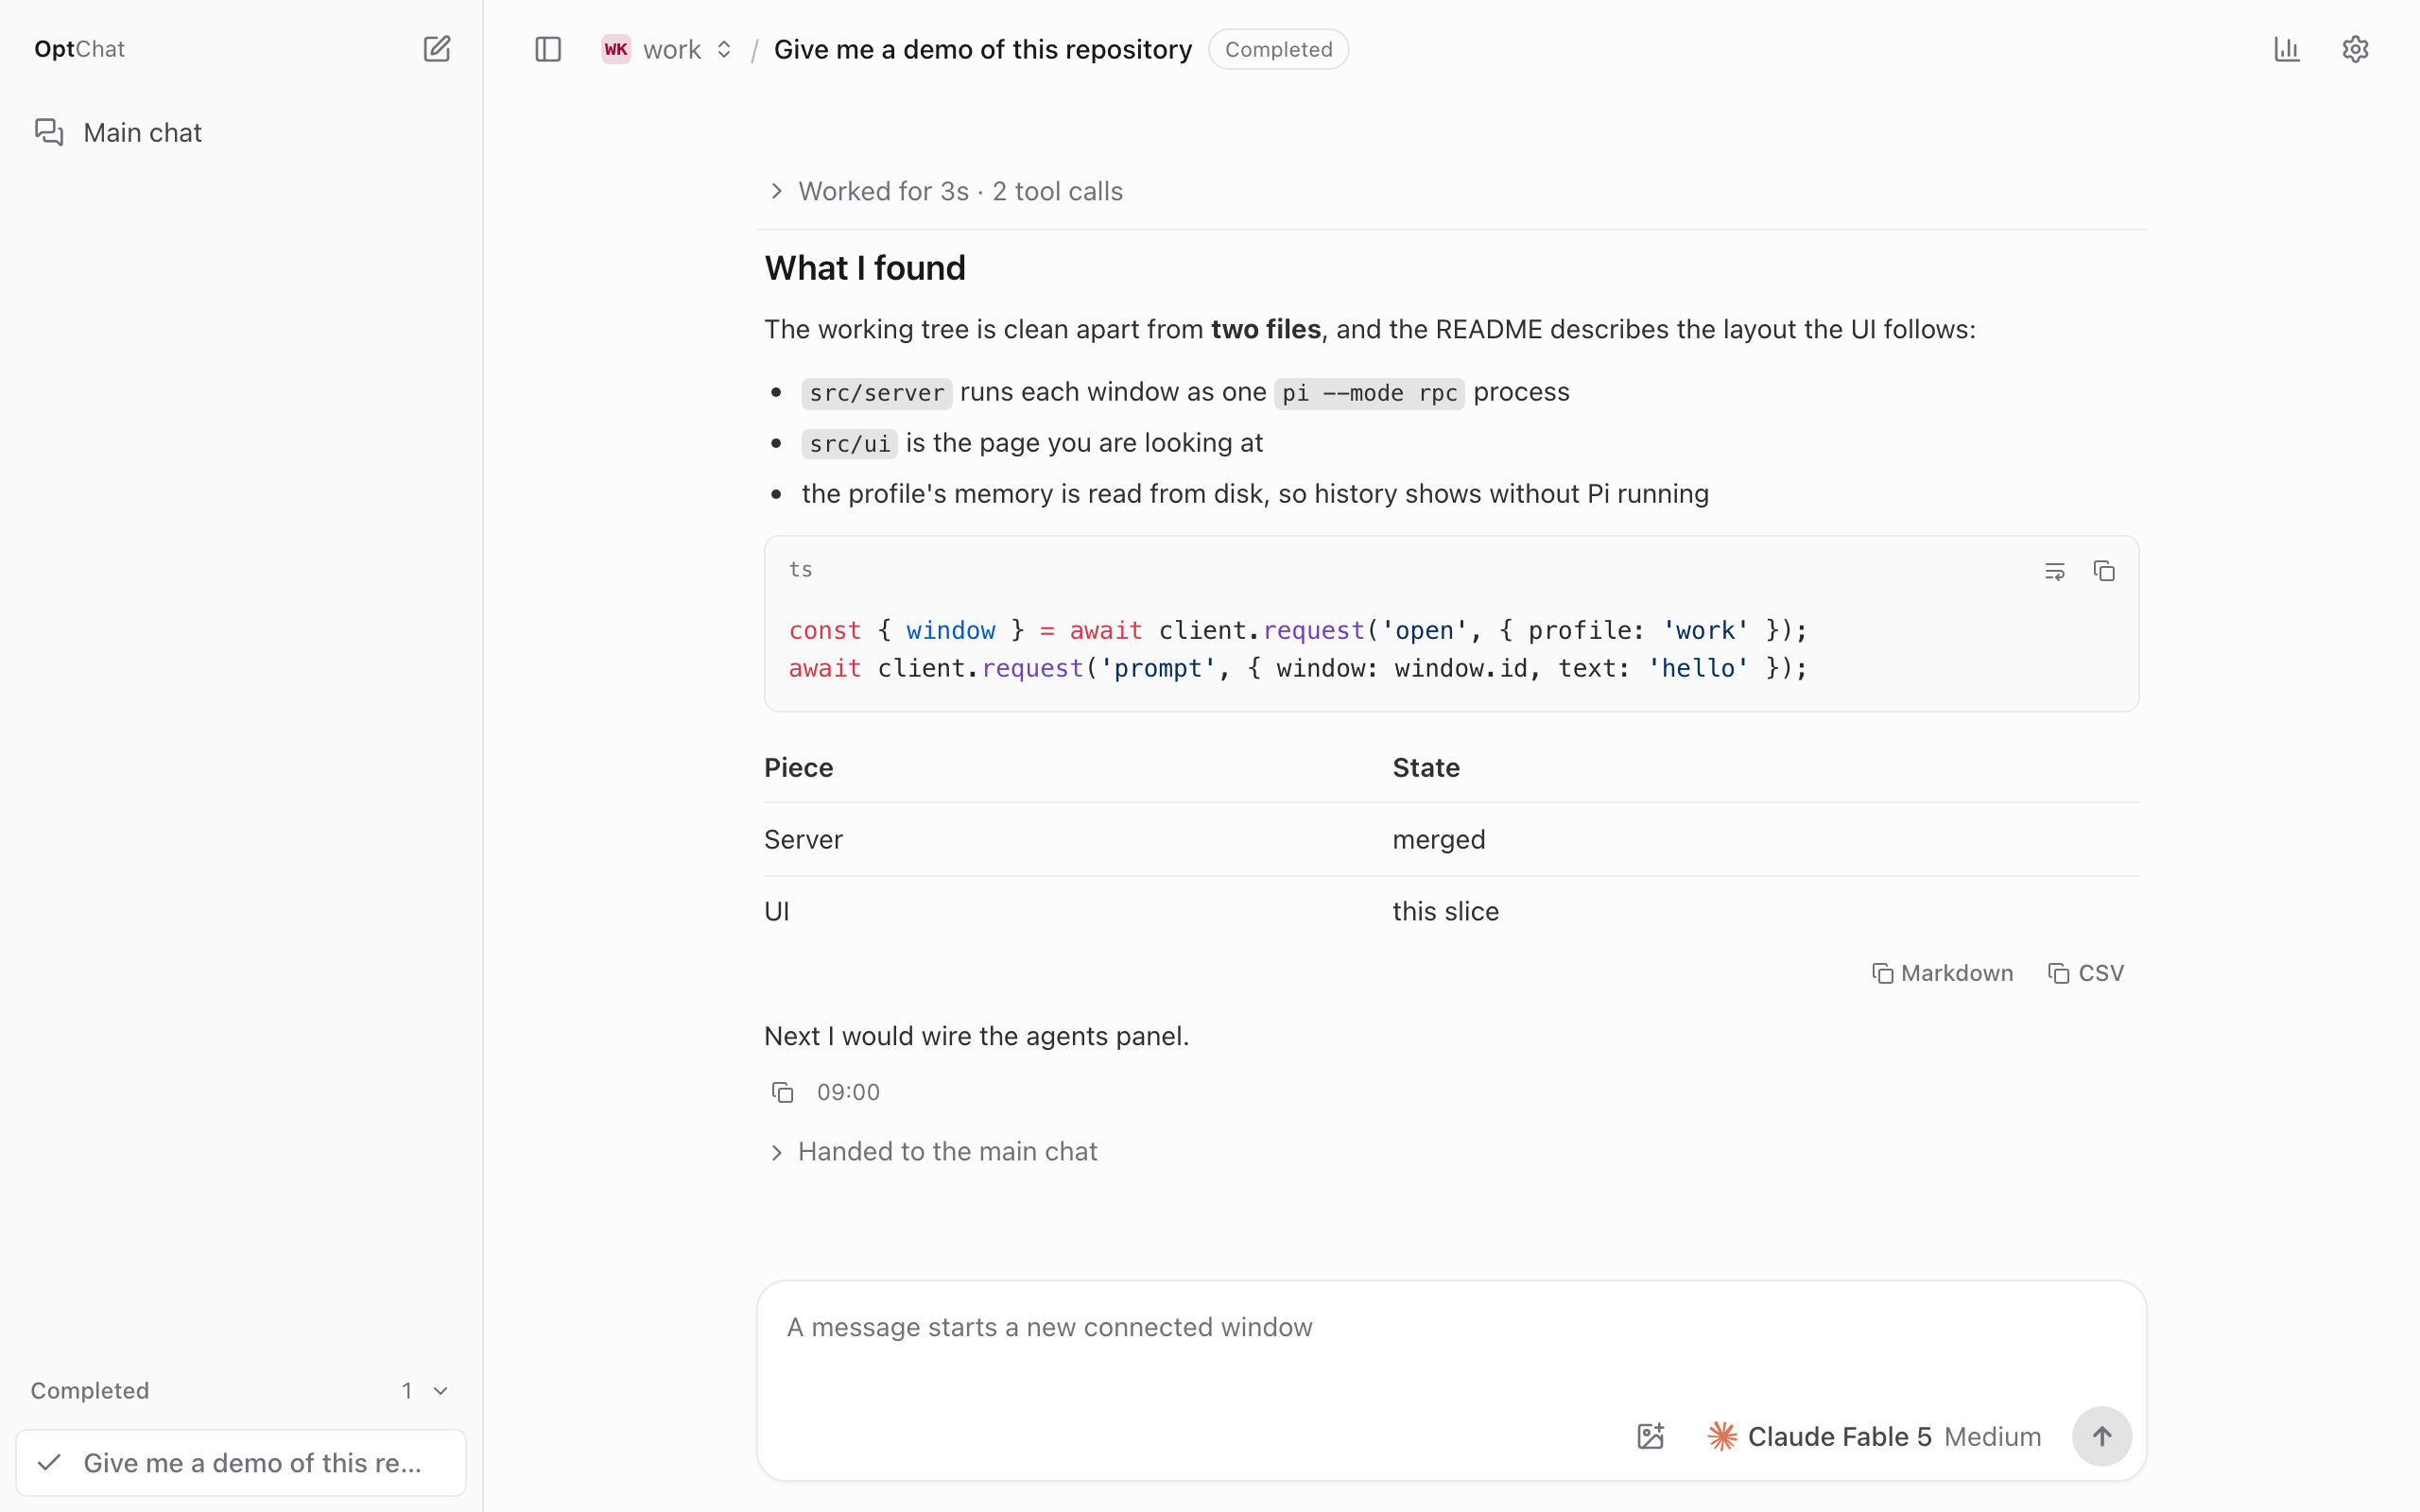 OptChat
Main chat
Completed 1
Give me a demo of this re...
WK work / Give me a demo of this repository Completed
Worked for 3s · 2 tool calls
What I found
The working tree is clean apart from two files, and the README describes the layout the UI follows:
• src/server runs each window as one pi --mode rpc process
• src/ui is the page you are looking at
• the profile's memory is read from disk, so history shows without Pi running
ts
const { window } = await client.request('open', { profile: 'work' });
await client.request('prompt', { window: window.id, text: 'hello' });
Piece State
Server merged
UI this slice
Markdown CSV
Next I would wire the agents panel.
09:00
Handed to the main chat
A message starts a new connected window
Claude Fable 5 Medium